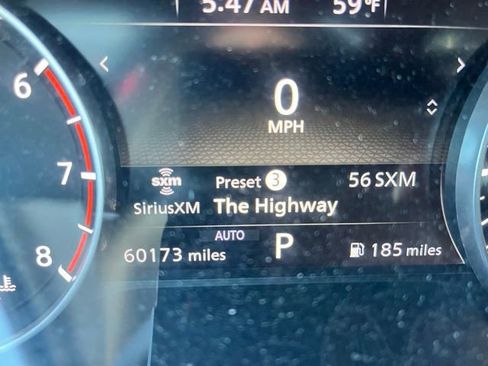 5:47 AM 59°F
6
7
8
0
MPH
sxm Preset 3 56 SXM
SiriusXM The Highway
AUTO
60173 miles P 185 miles